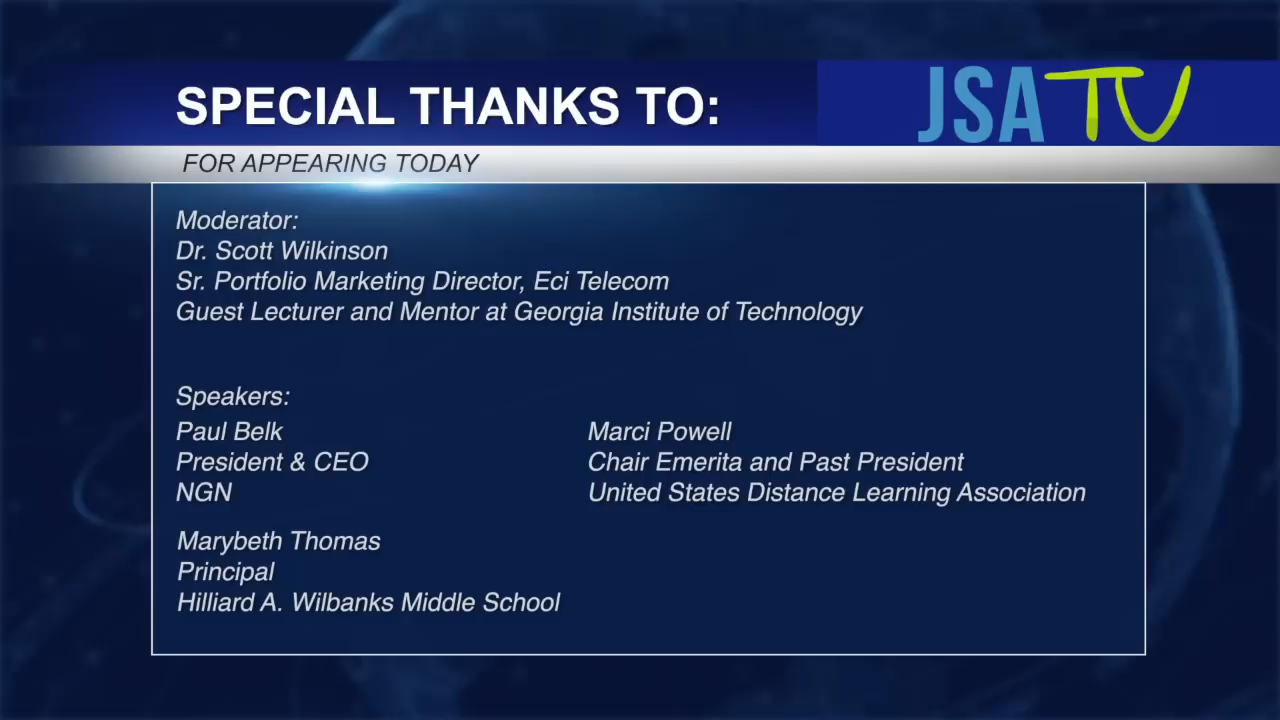 SPECIAL THANKS TO:
JSA TV
FOR APPEARING TODAY
Moderator:
Dr. Scott Wilkinson
Sr. Portfolio Marketing Director, Eci Telecom
Guest Lecturer and Mentor at Georgia Institute of Technology
Speakers:
Paul Belk
President & CEO
NGN
Marci Powell
Chair Emerita and Past President
United States Distance Learning Association
Marybeth Thomas
Principal
Hilliard A. Wilbanks Middle School